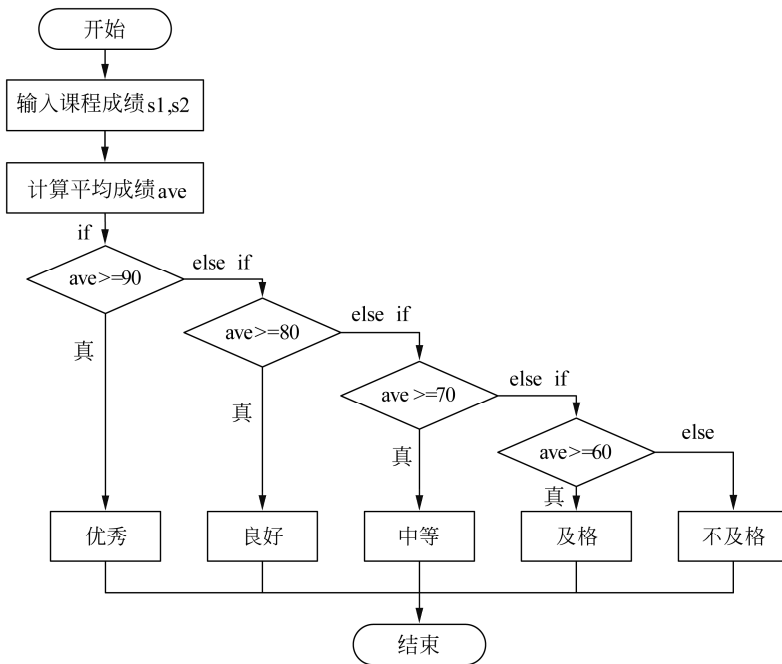 开始
输入课程成绩s1,s2
计算平均成绩ave
if
ave>=90
else if
真
ave>=80
else if
真
ave>=70
else if
真
ave>=60
else
真
优秀
良好
中等
及格
不及格
结束